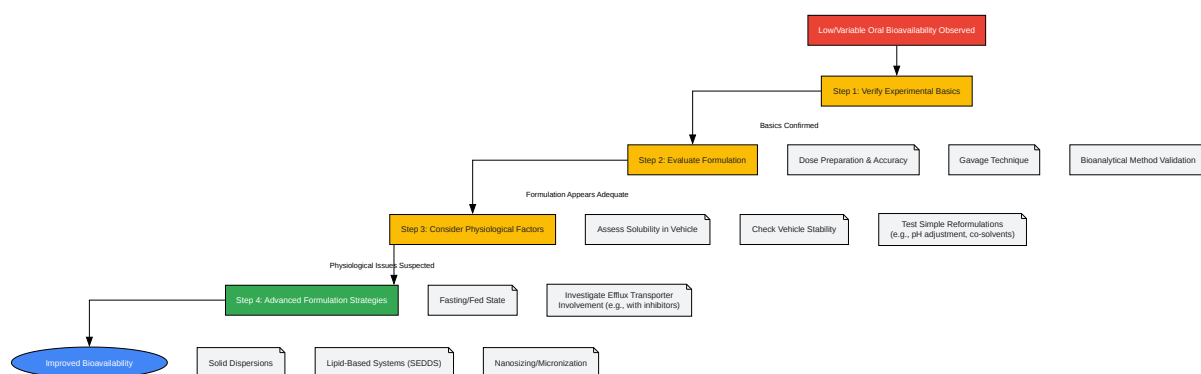 Low/Variable Oral Bioavailability Observed
Step 1: Verify Experimental Basics
Basics Confirmed
Step 2: Evaluate Formulation
Dose Preparation & Accuracy
Gavage Technique
Bioanalytical Method Validation
Formulation Appears Adequate
Step 3: Consider Physiological Factors
Assess Solubility in Vehicle
Check Vehicle Stability
Test Simple Reformulations
(e.g., pH adjustment, co-solvents)
Physiological Issues Suspected
Step 4: Advanced Formulation Strategies
Fasting/Fed State
Investigate Efflux Transporter
Involvement (e.g., with inhibitors)
Improved Bioavailability
Solid Dispersions
Lipid-Based Systems (SEDDS)
Nanosizing/Micronization